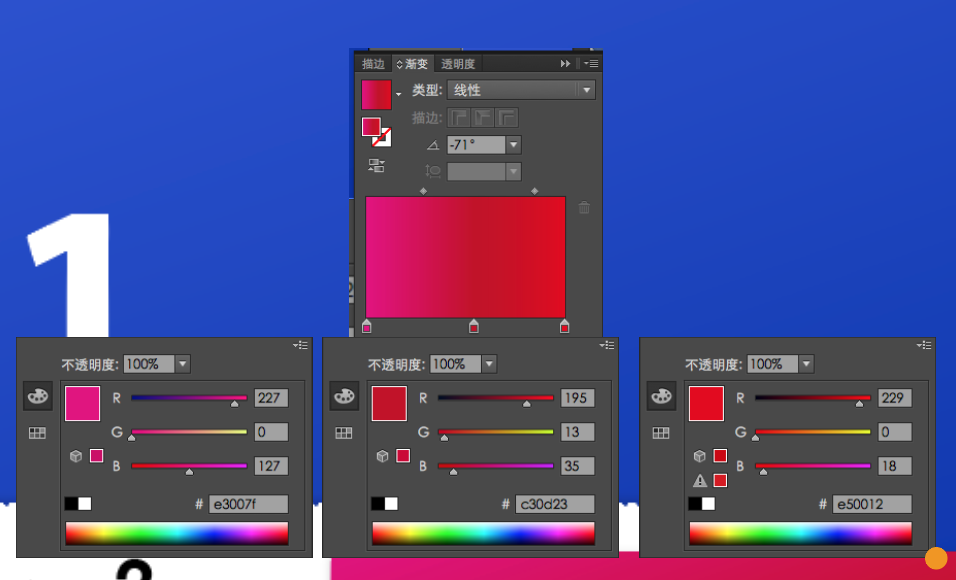 描边 渐变 透明度
类型: 线性
描边:
-71°
1
不透明度: 100%
R 227
G 0
B 127
# e3007f
不透明度: 100%
R 195
G 13
B 35
# c30d23
不透明度: 100%
R 229
G 0
B 18
# e50012